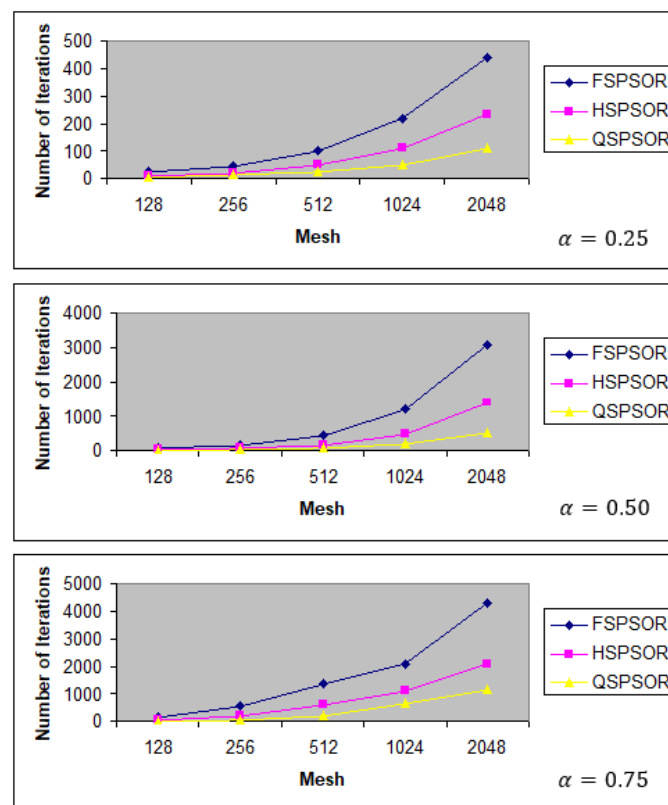 500
400
300
200
100
0
Number of Iterations
128 256 512 1024 2048
Mesh
FSPSOR
HSPSOR
QSPSOR
α = 0.25
4000
3000
2000
1000
0
Number of Iterations
128 256 512 1024 2048
Mesh
FSPSOR
HSPSOR
QSPSOR
α = 0.50
5000
4000
3000
2000
1000
0
Number of Iterations
128 256 512 1024 2048
Mesh
FSPSOR
HSPSOR
QSPSOR
α = 0.75